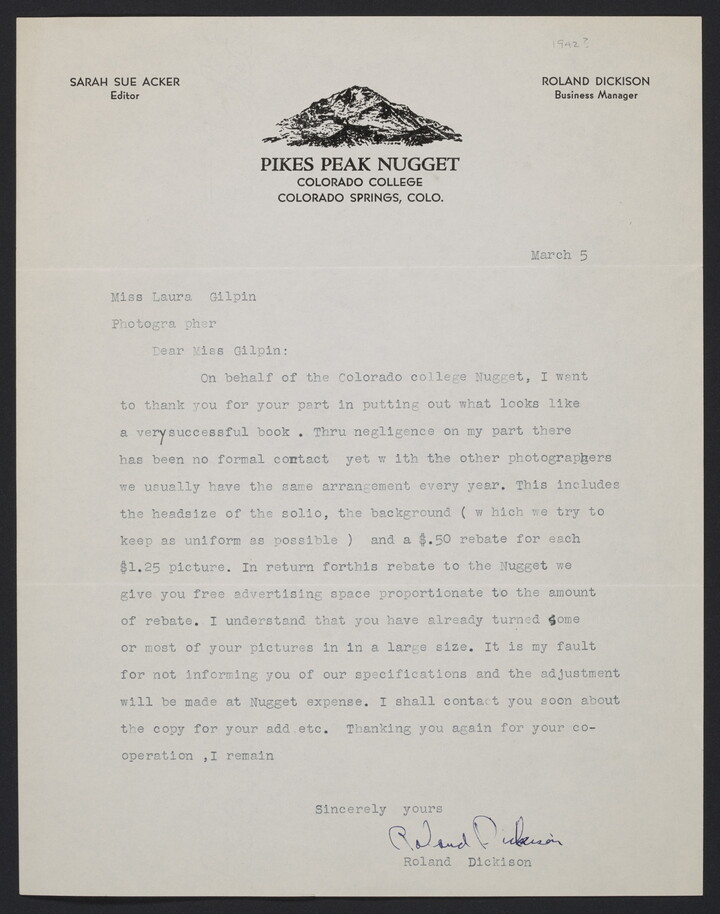 1942?
SARAH SUE ACKER
Editor
ROLAND DICKISON
Business Manager
PIKES PEAK NUGGET
COLORADO COLLEGE
COLORADO SPRINGS, COLO.
March 5
Miss Laura  Gilpin
Photogra pher
Dear Miss Gilpin:
On behalf of the Colorado college Nugget, I want
to thank you for your part in putting out what looks like
a very successful book . Thru negligence on my part there
has been no formal contact  yet w ith the other photographers
we usually have the same arrangement every year. This includes
the headsize of the solio, the background ( w hich we try to
keep as uniform as possible )  and a $.50 rebate for each
$1.25 picture. In return forthis rebate to the Nugget we
give you free advertising space proportionate to the amount
of rebate. I understand that you have already turned some
or most of your pictures in in a large size. It is my fault
for not informing you of our specifications and the adjustment
will be made at Nugget expense. I shall contact you soon about
the copy for your add.etc.  Thanking you again for your co-
operation ,I remain
Sincerely  yours
Roland Dickison
Roland  Dickison